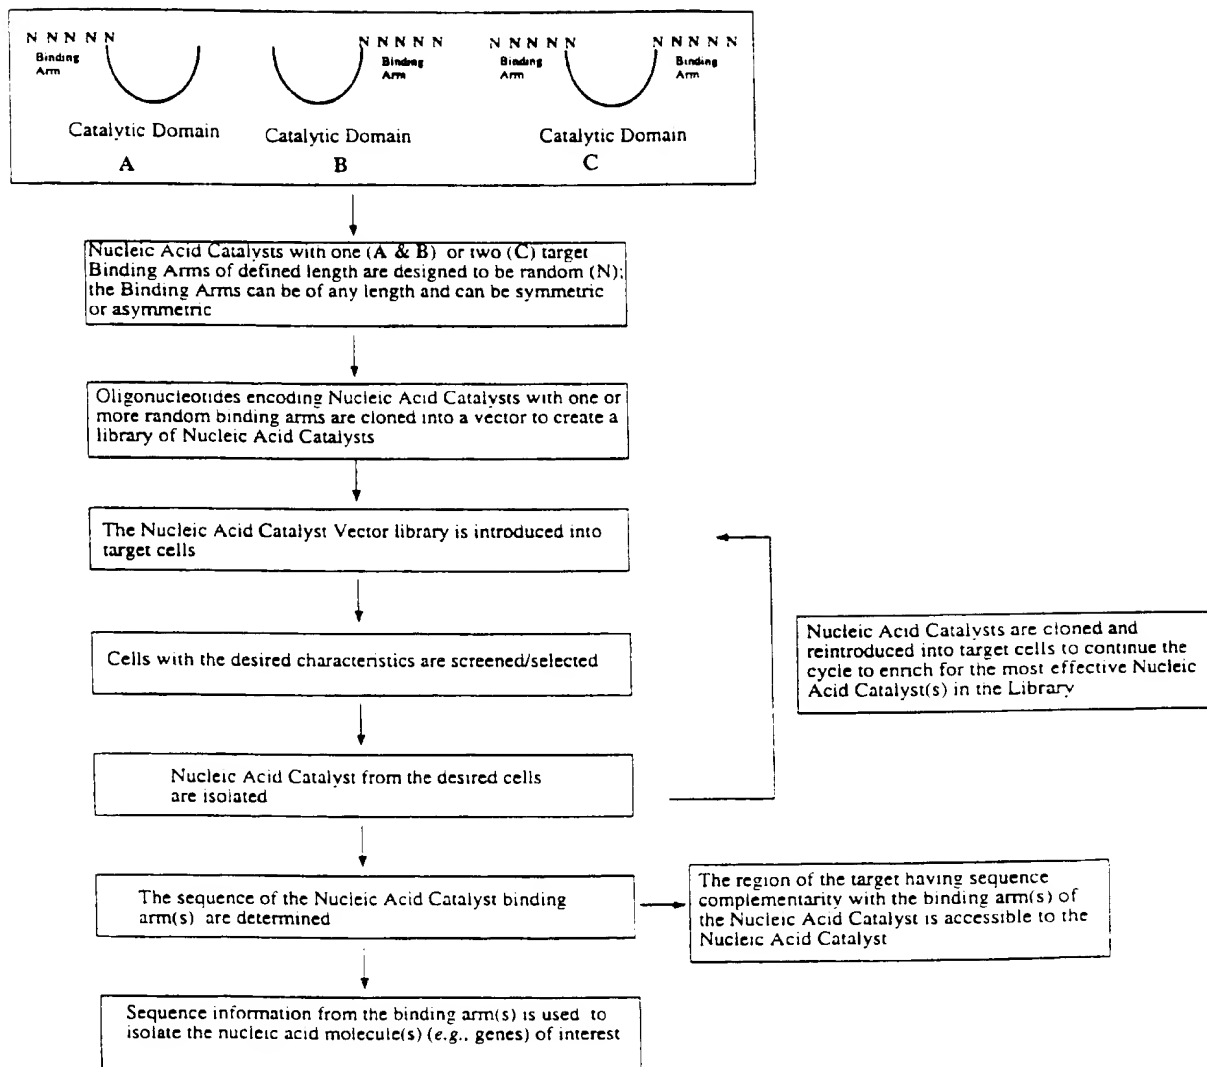 N N N N N
Binding
Arm
Catalytic Domain
A
N N N N N
Binding
Arm
Catalytic Domain
B
N N N N N
Binding
Arm
N N N N N
Binding
Arm
Catalytic Domain
C
Nucleic Acid Catalysts with one (A & B) or two (C) target
Binding Arms of defined length are designed to be random (N);
the Binding Arms can be of any length and can be symmetric
or asymmetric
Oligonucleotides encoding Nucleic Acid Catalysts with one or
more random binding arms are cloned into a vector to create a
library of Nucleic Acid Catalysts
The Nucleic Acid Catalyst Vector library is introduced into
target cells
Cells with the desired characteristics are screened/selected
Nucleic Acid Catalysts are cloned and
reintroduced into target cells to continue the
cycle to enrich for the most effective Nucleic
Acid Catalyst(s) in the Library
Nucleic Acid Catalyst from the desired cells
are isolated
The sequence of the Nucleic Acid Catalyst binding
arm(s) are determined
The region of the target having sequence
complementarity with the binding arm(s) of
the Nucleic Acid Catalyst is accessible to the
Nucleic Acid Catalyst
Sequence information from the binding arm(s) is used to
isolate the nucleic acid molecule(s) (e.g., genes) of interest